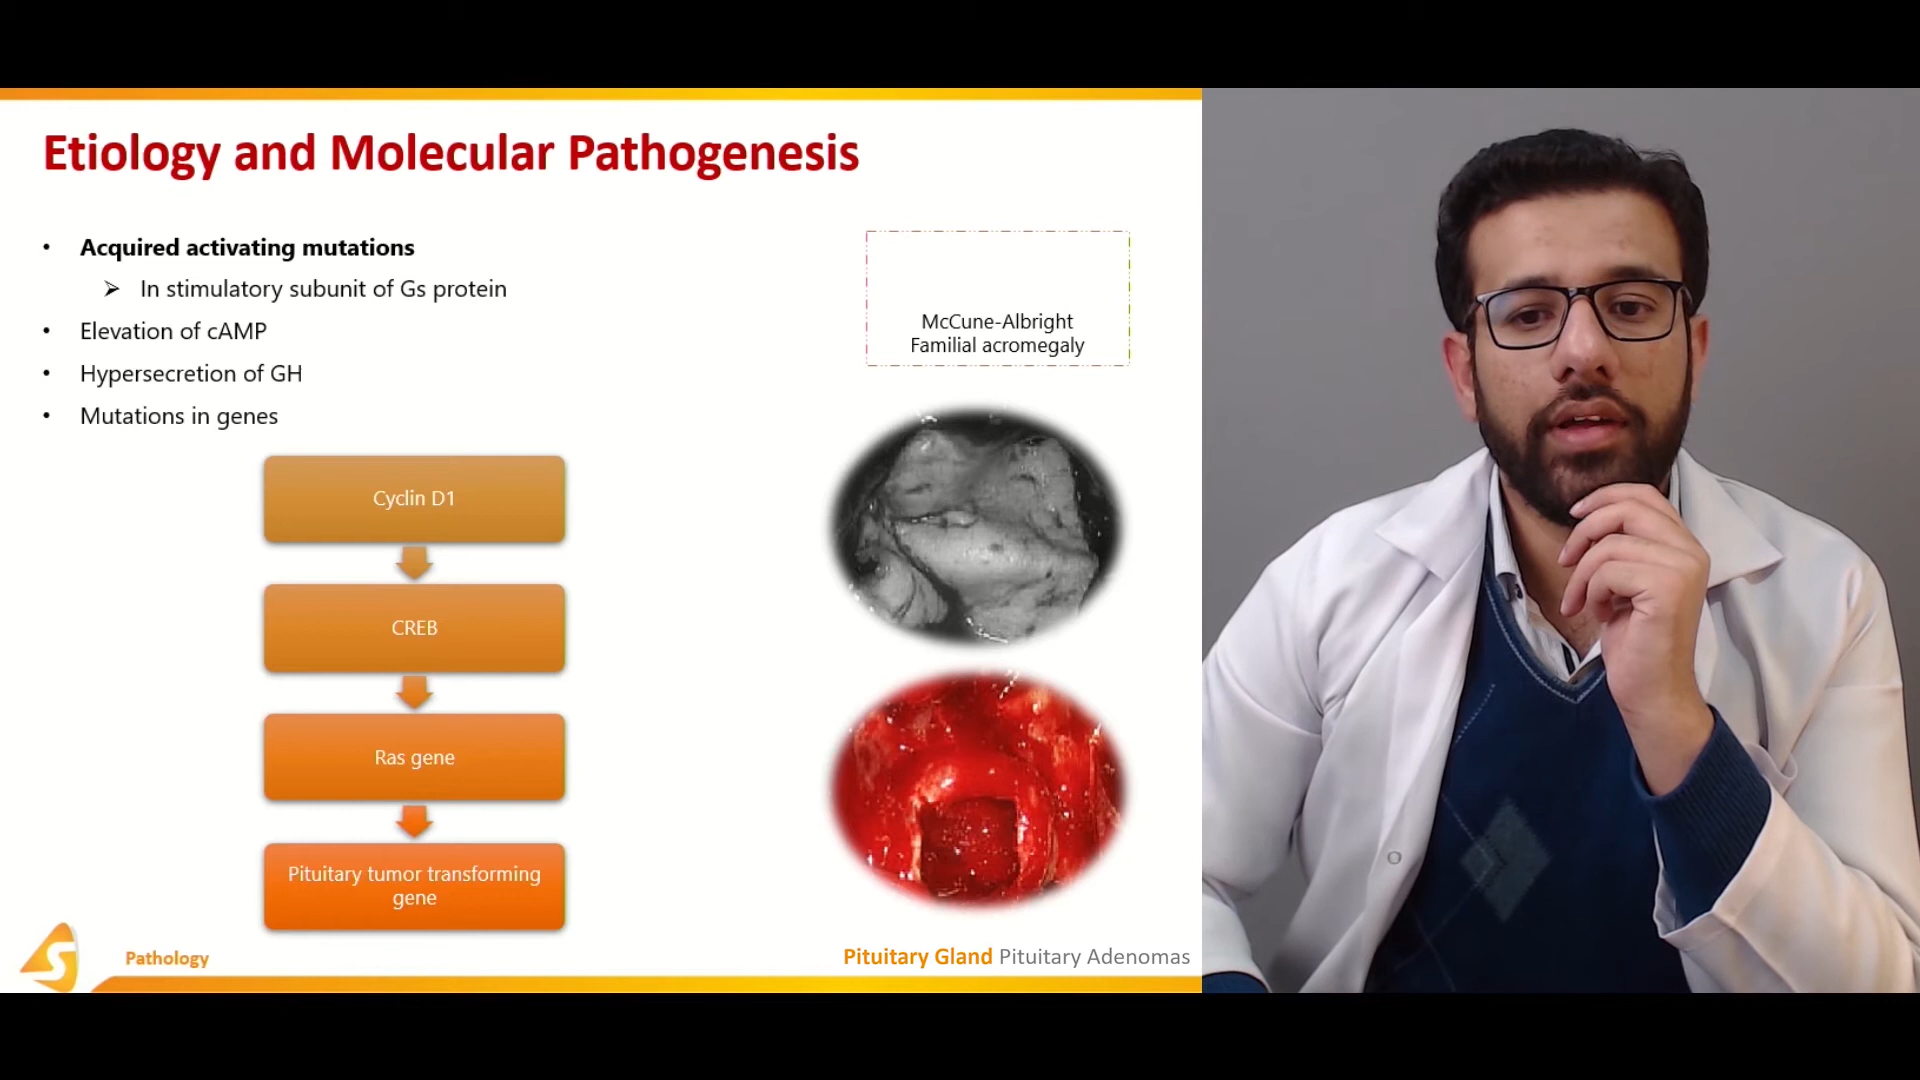 Etiology and Molecular Pathogenesis
• Acquired activating mutations
➢ In stimulatory subunit of Gs protein
• Elevation of cAMP
• Hypersecretion of GH
• Mutations in genes
McCune-Albright
Familial acromegaly
Cyclin D1
CREB
Ras gene
Pituitary tumor transforming
gene
S
Pathology
Pituitary Gland Pituitary Adenomas